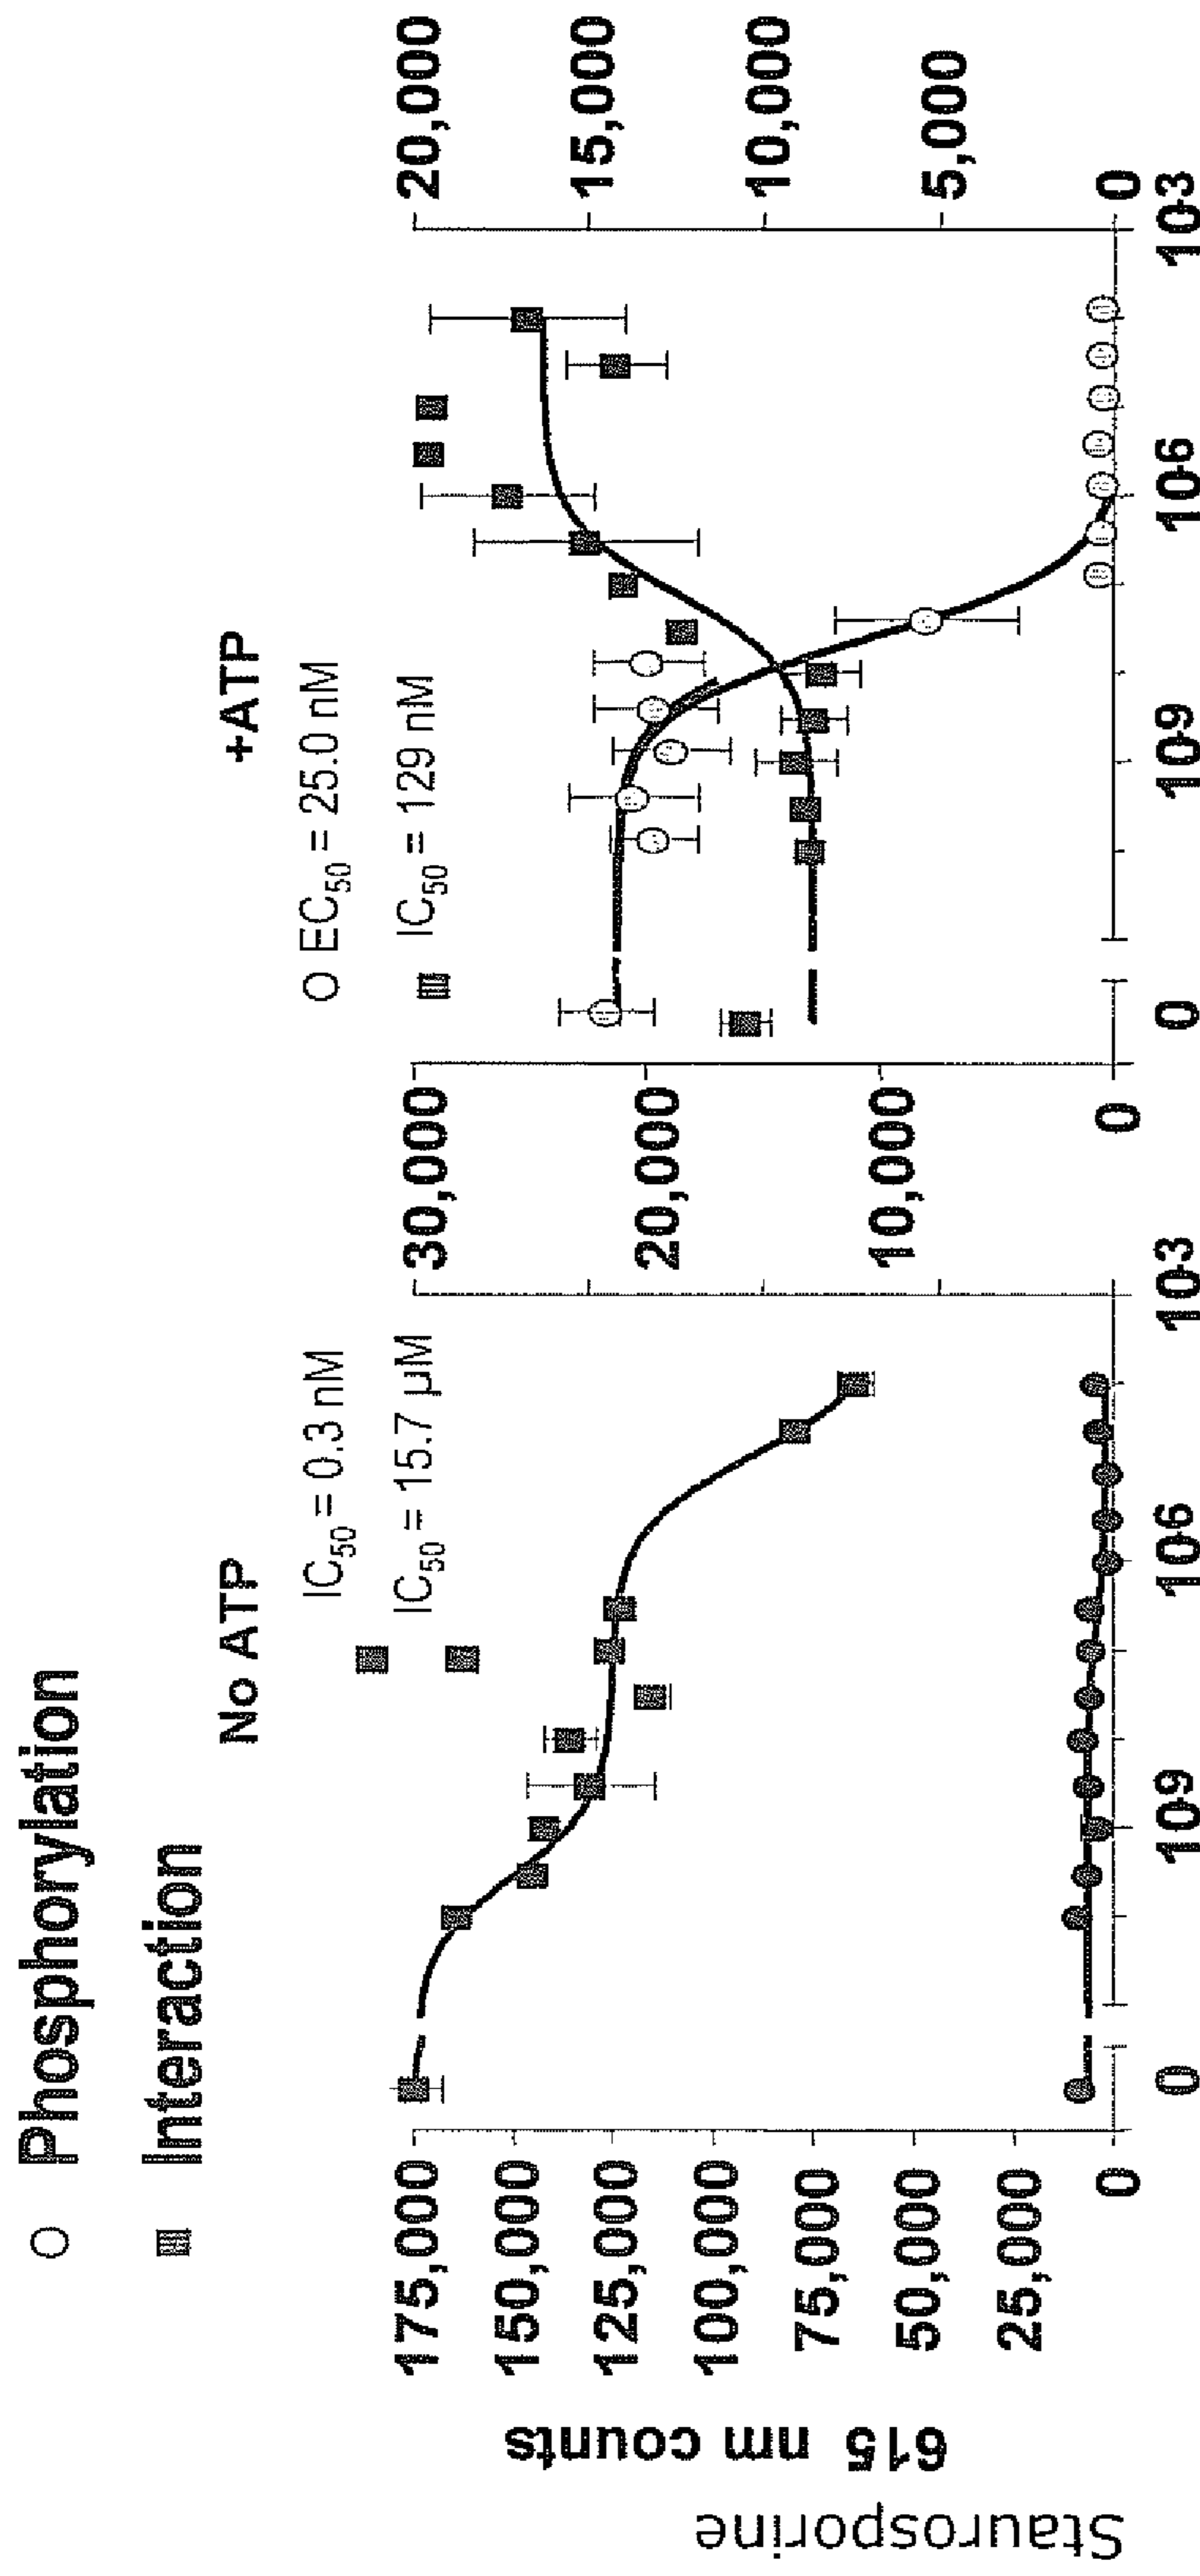 Phosphorylation
Interaction
No ATP
IC50 = 0.3 nM
IC50 = 15.7 µM
+ATP
EC50 = 25.0 nM
IC50 = 129 nM
Staurosporine
615 nm counts
175,000
150,000
125,000
100,000
75,000
50,000
25,000
0
0
109
106
103
30,000
20,000
10,000
0
0
109
106
103
20,000
15,000
10,000
5,000
0